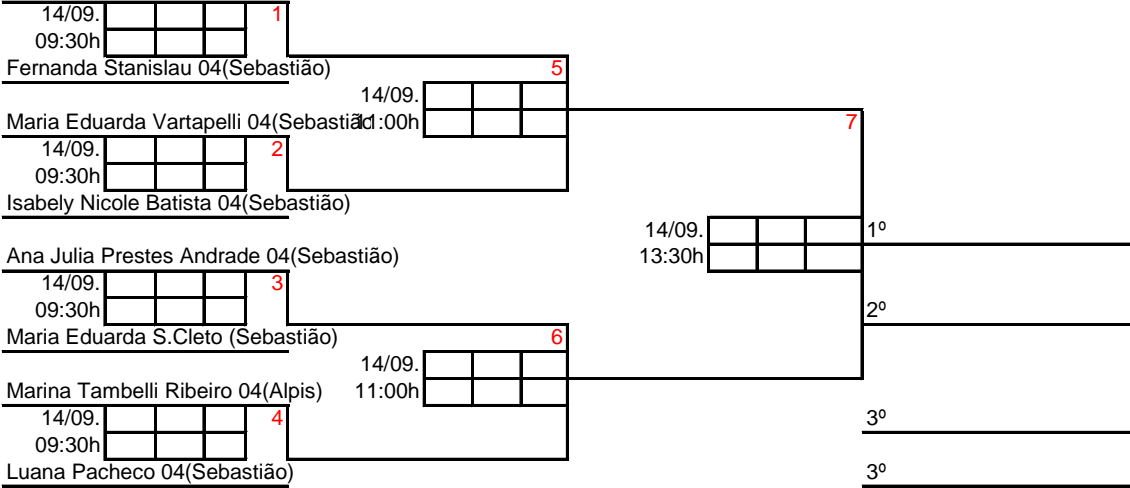 14/09. 1
09:30h
Fernanda Stanislau 04(Sebastião) 5
14/09.
Maria Eduarda Vartapelli 04(Sebastião 11:00h 7
14/09. 2
09:30h
Isabely Nicole Batista 04(Sebastião)
14/09. 1º
Ana Julia Prestes Andrade 04(Sebastião) 13:30h
14/09. 3
09:30h 2º
Maria Eduarda S.Cleto (Sebastião) 6
14/09.
Marina Tambelli Ribeiro 04(Alpis) 11:00h
14/09. 4 3º
09:30h
Luana Pacheco 04(Sebastião) 3º